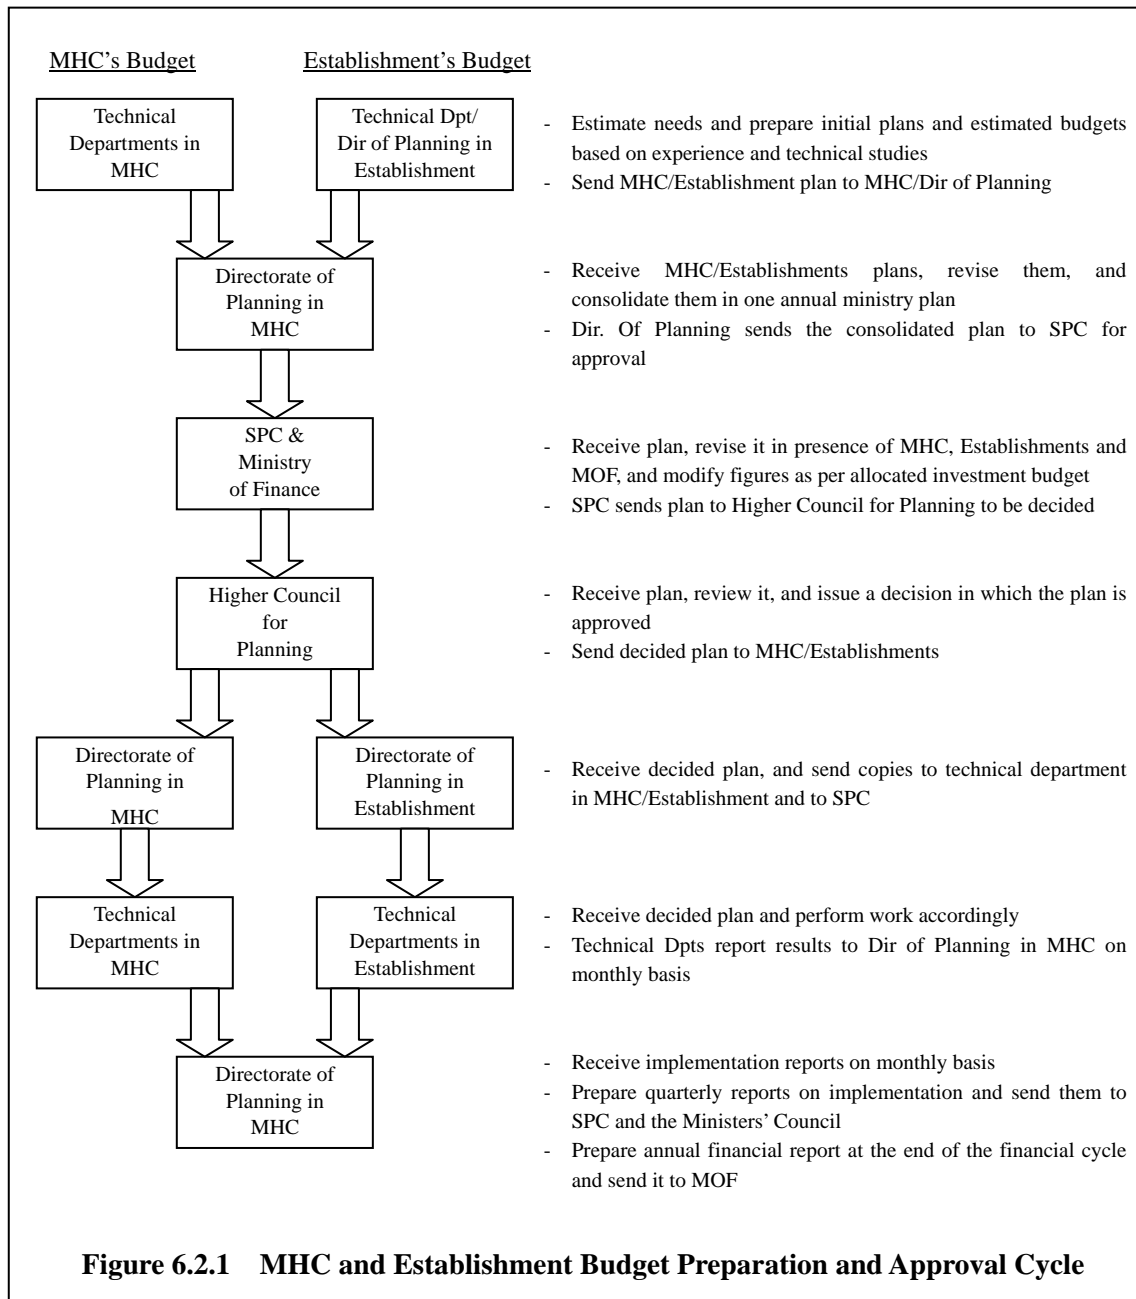 MHC's Budget
Establishment's Budget
Technical
Departments in
MHC
Technical Dpt/
Dir of Planning in
Establishment
- Estimate needs and prepare initial plans and estimated budgets
based on experience and technical studies
- Send MHC/Establishment plan to MHC/Dir of Planning
Directorate of
Planning in
MHC
- Receive MHC/Establishments plans, revise them, and
consolidate them in one annual ministry plan
- Dir. Of Planning sends the consolidated plan to SPC for
approval
SPC &
Ministry
of Finance
- Receive plan, revise it in presence of MHC, Establishments and
MOF, and modify figures as per allocated investment budget
- SPC sends plan to Higher Council for Planning to be decided
Higher Council
for
Planning
- Receive plan, review it, and issue a decision in which the plan is
approved
- Send decided plan to MHC/Establishments
Directorate of
Planning in
MHC
Directorate of
Planning in
Establishment
- Receive decided plan, and send copies to technical department
in MHC/Establishment and to SPC
Technical
Departments in
MHC
Technical
Departments in
Establishment
- Receive decided plan and perform work accordingly
- Technical Dpts report results to Dir of Planning in MHC on
monthly basis
Directorate of
Planning in
MHC
- Receive implementation reports on monthly basis
- Prepare quarterly reports on implementation and send them to
SPC and the Ministers' Council
- Prepare annual financial report at the end of the financial cycle
and send it to MOF
Figure 6.2.1 MHC and Establishment Budget Preparation and Approval Cycle